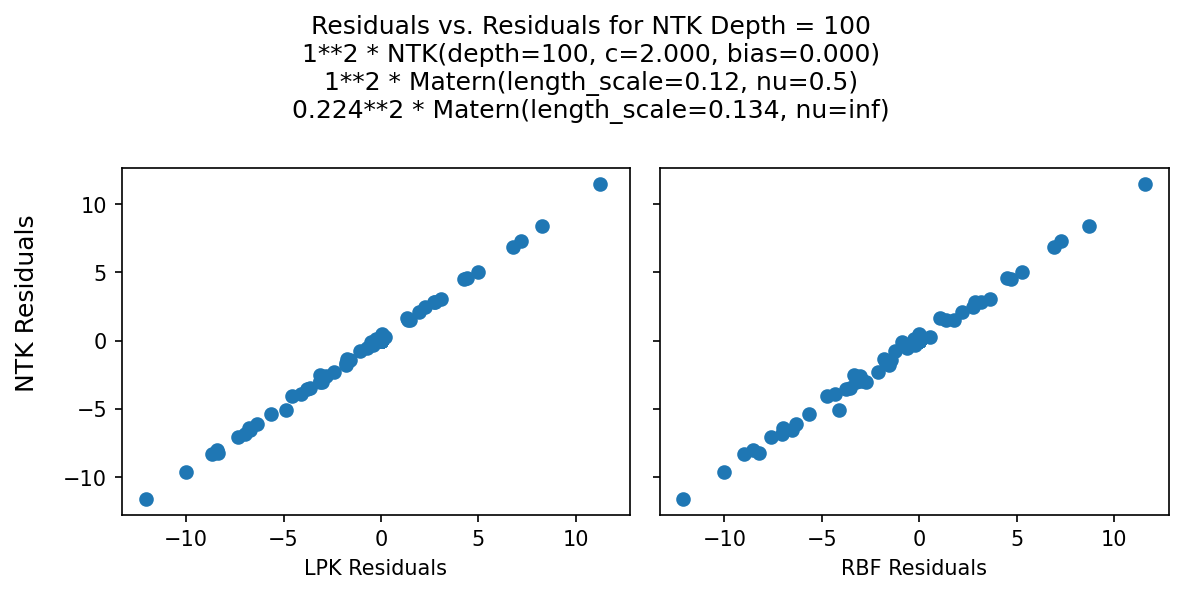 Residuals vs. Residuals for NTK Depth = 100
1**2 * NTK(depth=100, c=2.000, bias=0.000)
1**2 * Matern(length_scale=0.12, nu=0.5)
0.224**2 * Matern(length_scale=0.134, nu=inf)
NTK Residuals
10
5
0
−5
−10
−10 −5 0 5 10
−10 −5 0 5 10
LPK Residuals
RBF Residuals